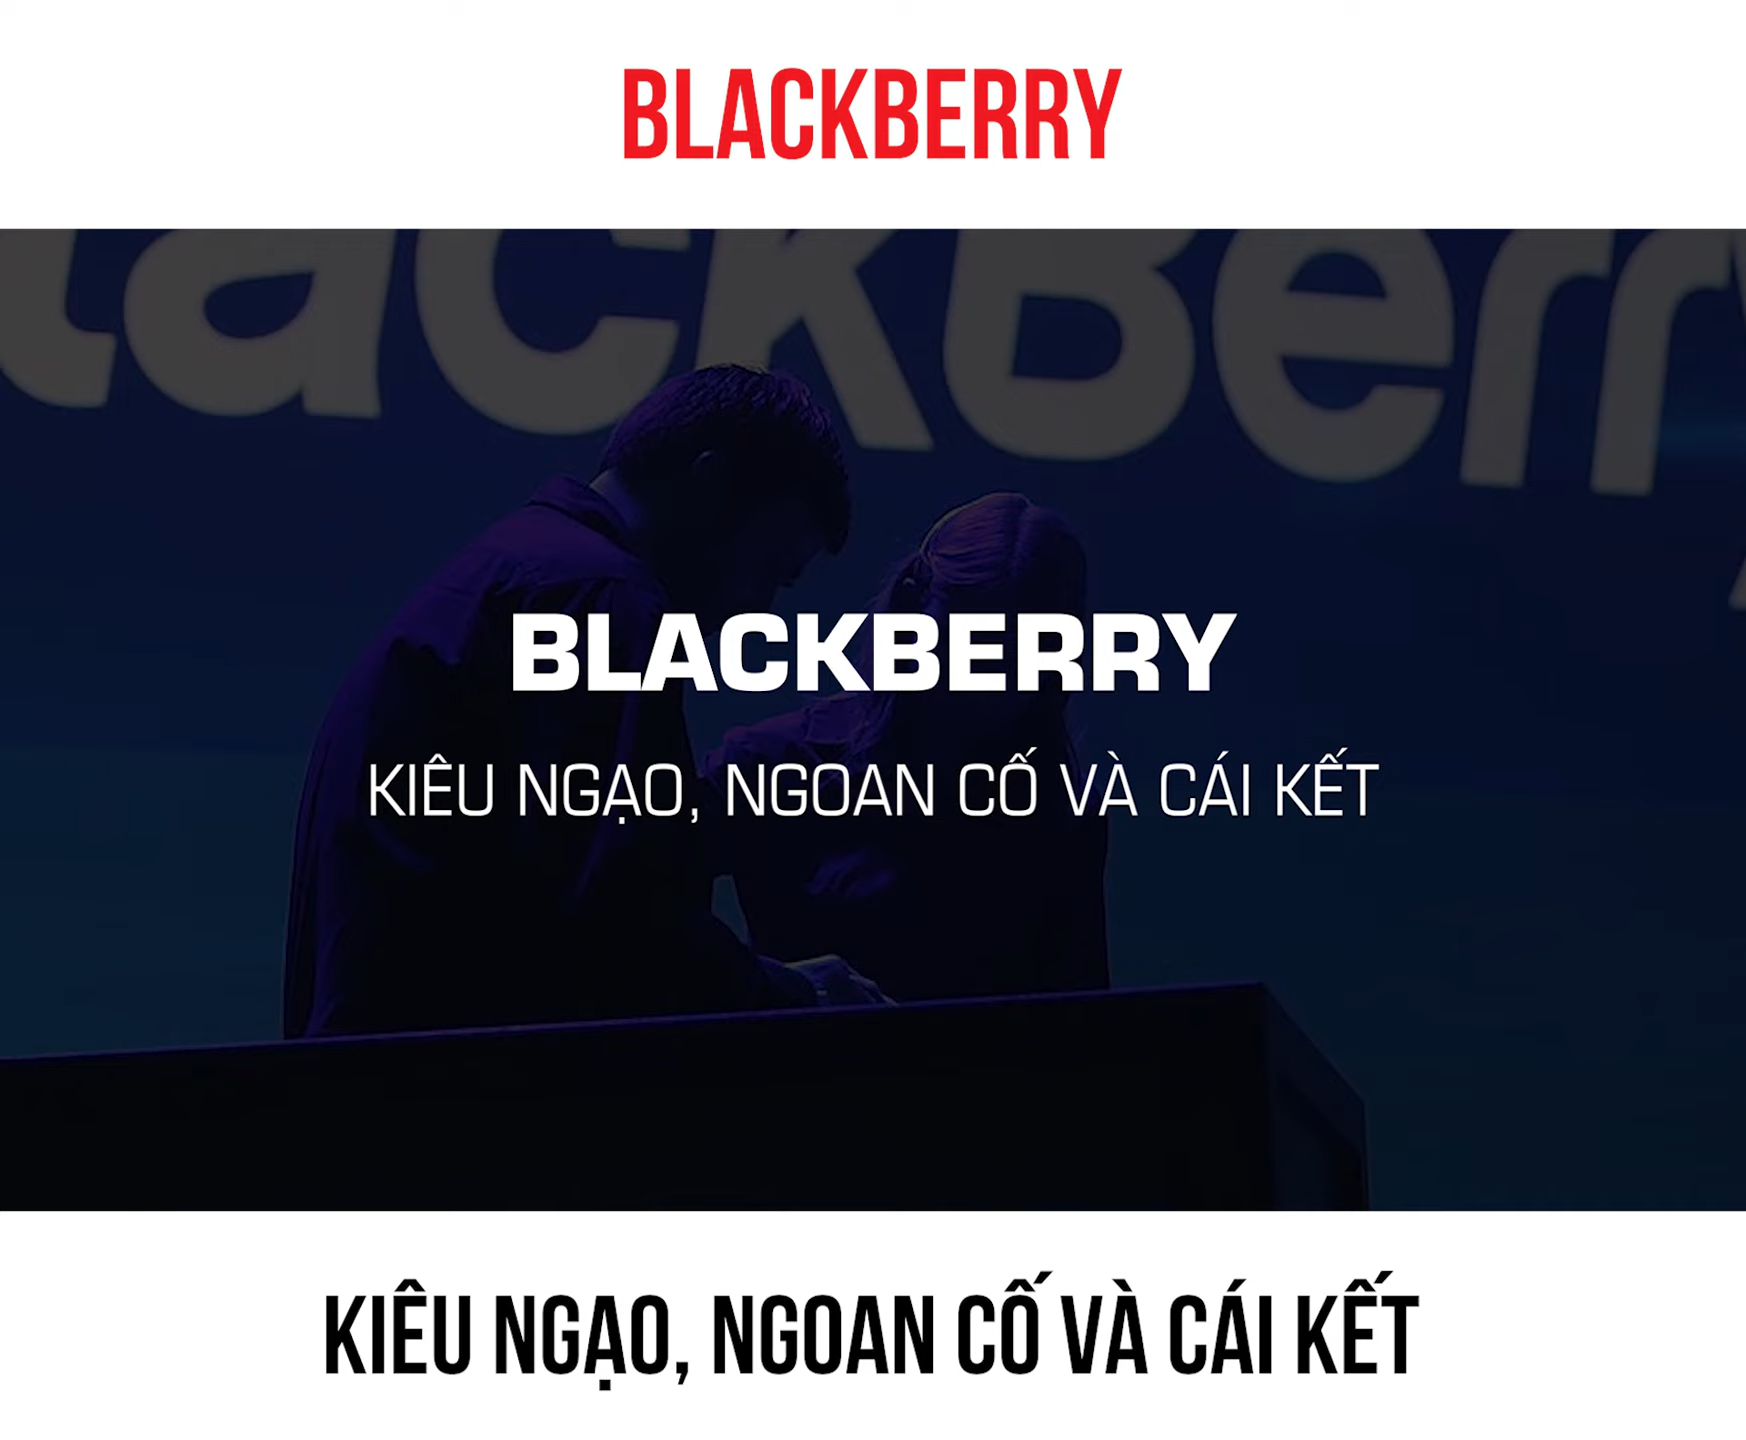 BLACKBERRY
BlackBerry
BLACKBERRY
KIÊU NGẠO, NGOAN CỐ VÀ CÁI KẾT
KIÊU NGẠO, NGOAN CỐ VÀ CÁI KẾT